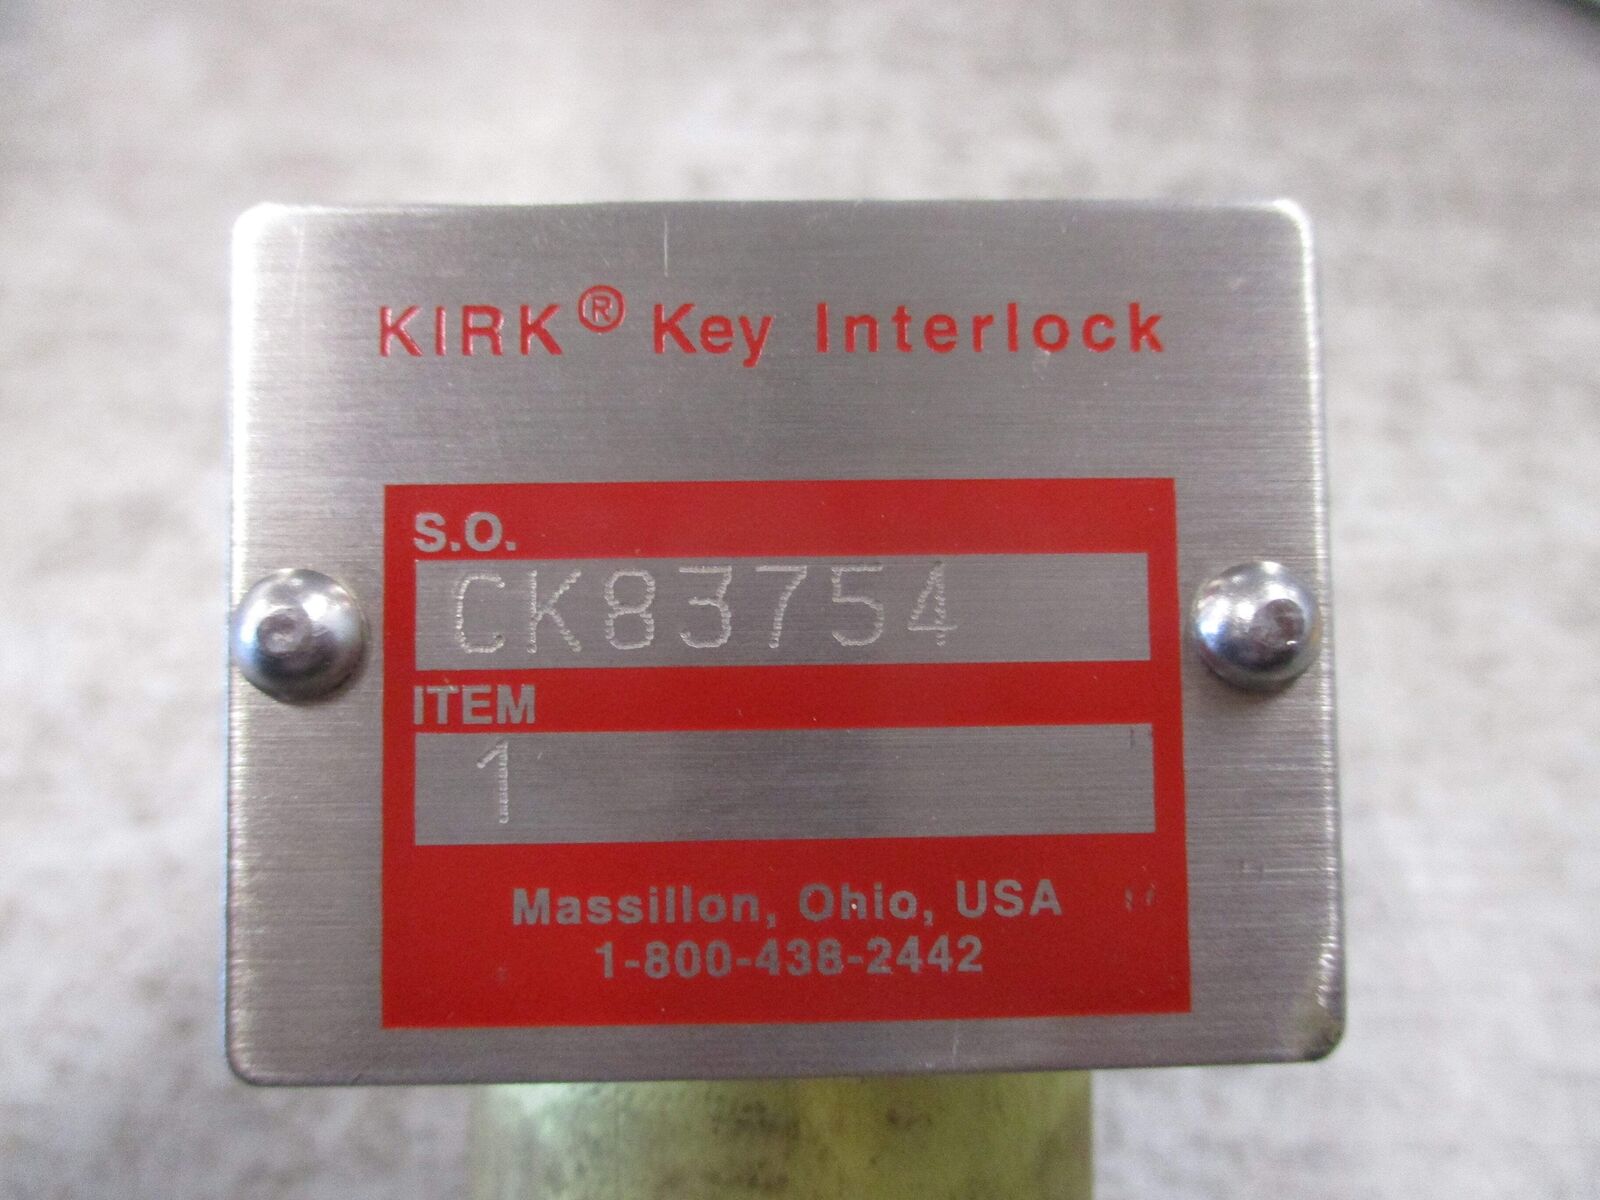 KIRK® Key Interlock
S.O.
CK83754
ITEM
1
Massillon, Ohio, USA
1-800-438-2442